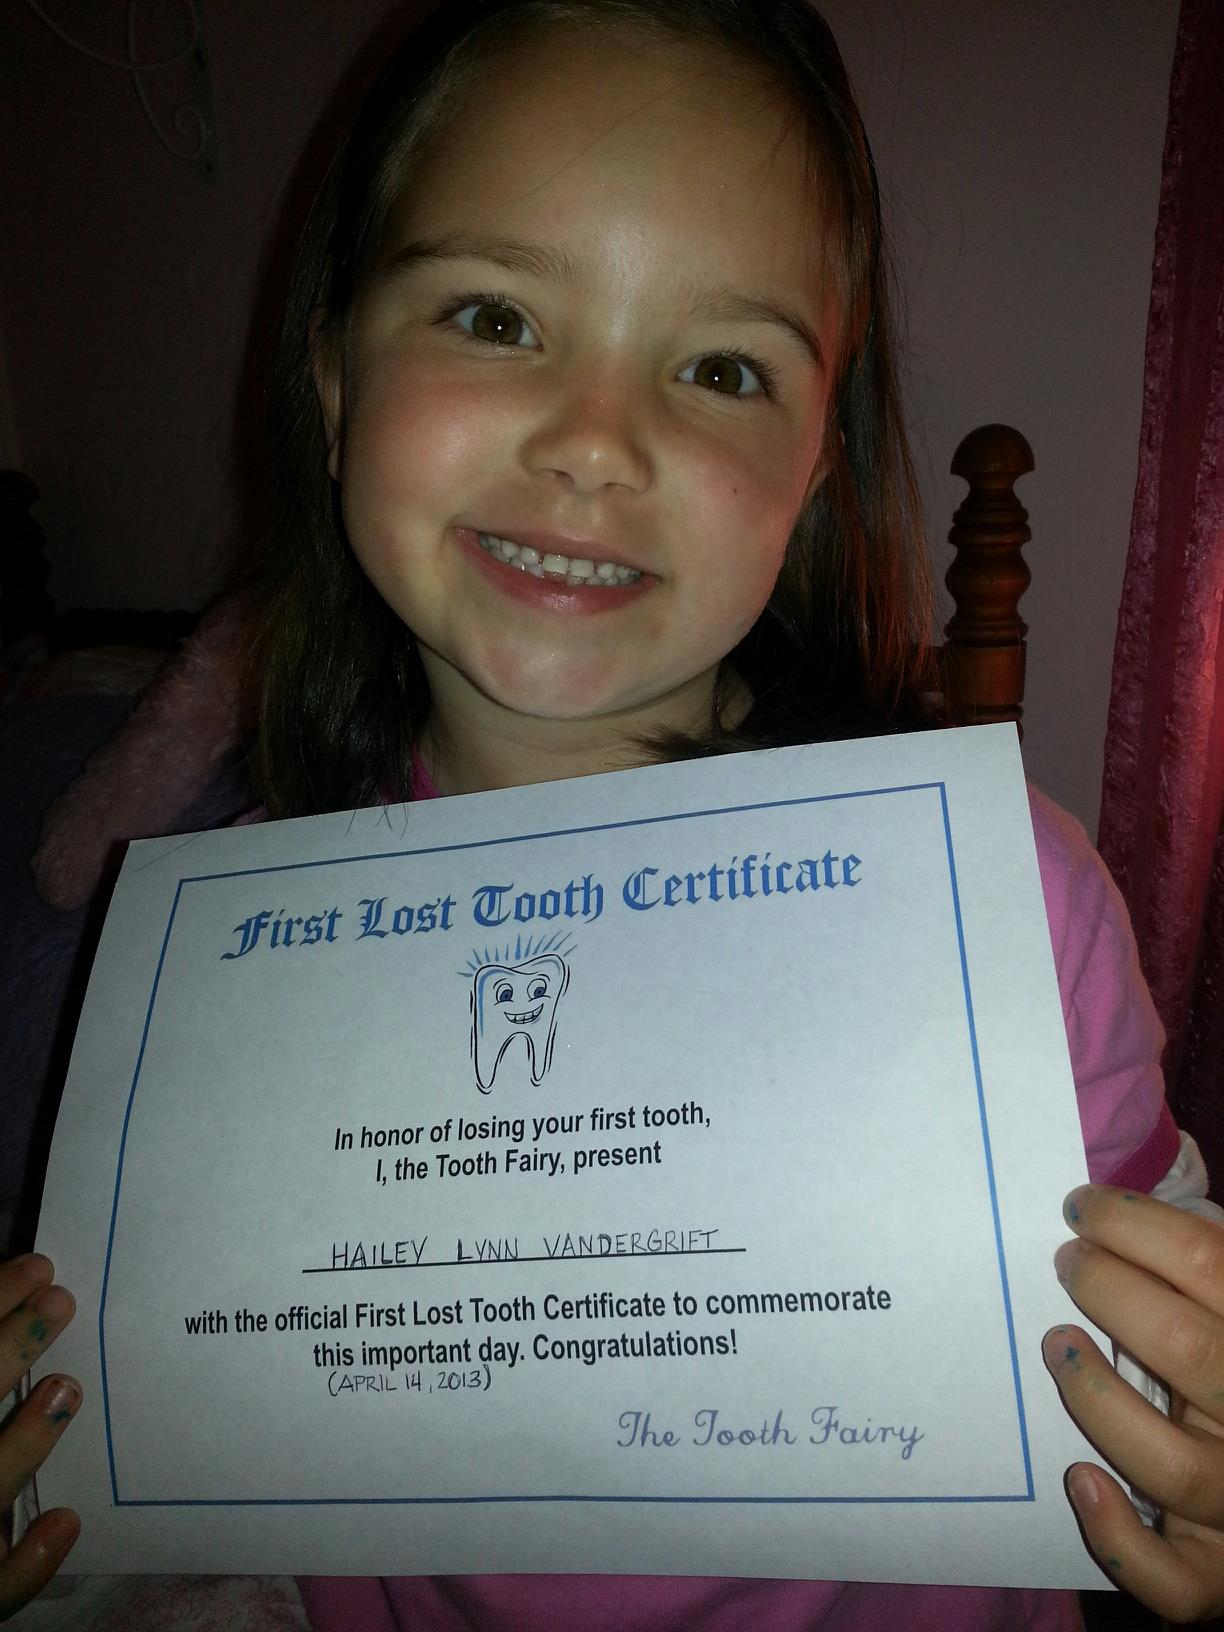 First Lost Tooth Certificate
In honor of losing your first tooth,
I, the Tooth Fairy, present
HAILEY LYNN VANDERGRIFT
with the official First Lost Tooth Certificate to commemorate
this important day. Congratulations!
(APRIL 14, 2013)
The Tooth Fairy